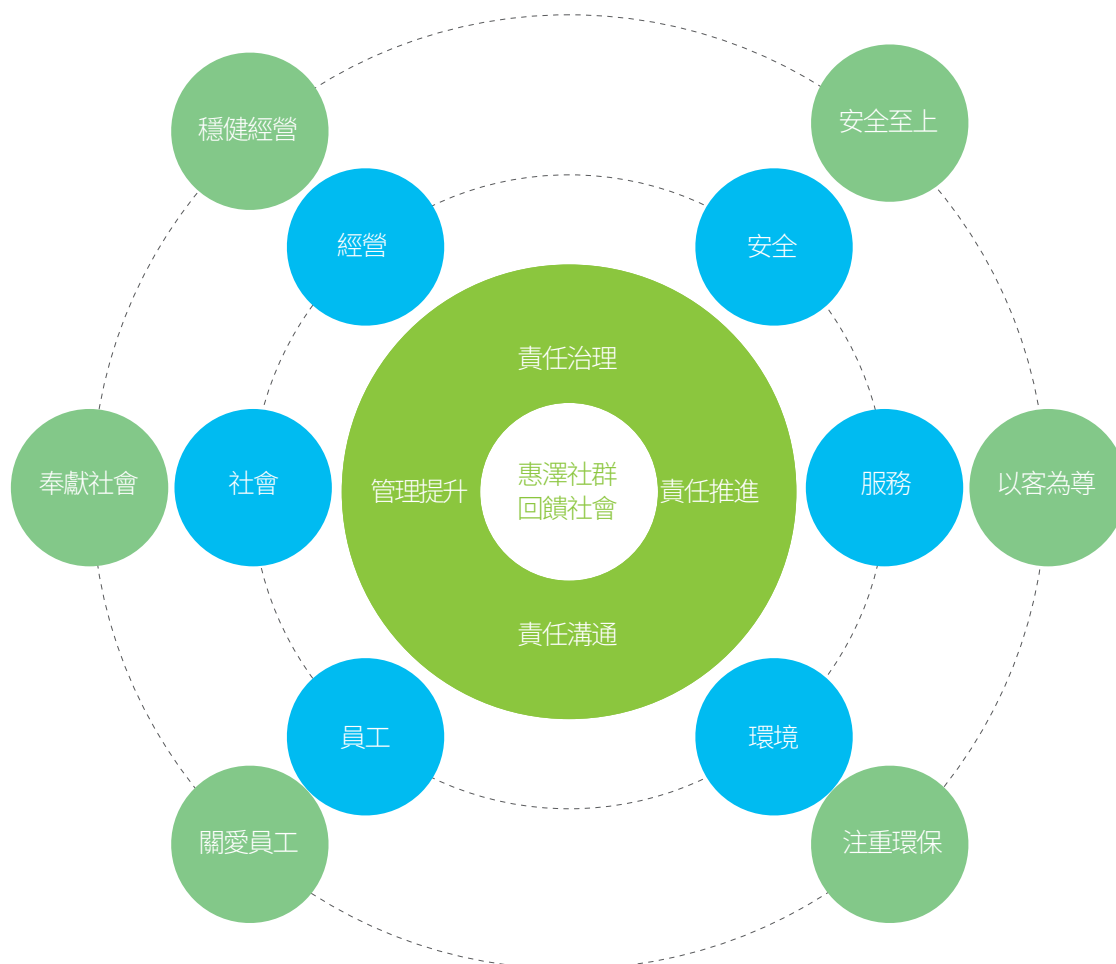 安全至上
穩健經營
經營
安全
責任治理
惠澤社群
回饋社會
奉獻社會
社會
管理提升
責任推進
服務
以客為尊
責任溝通
員工
環境
關愛員工
注重環保